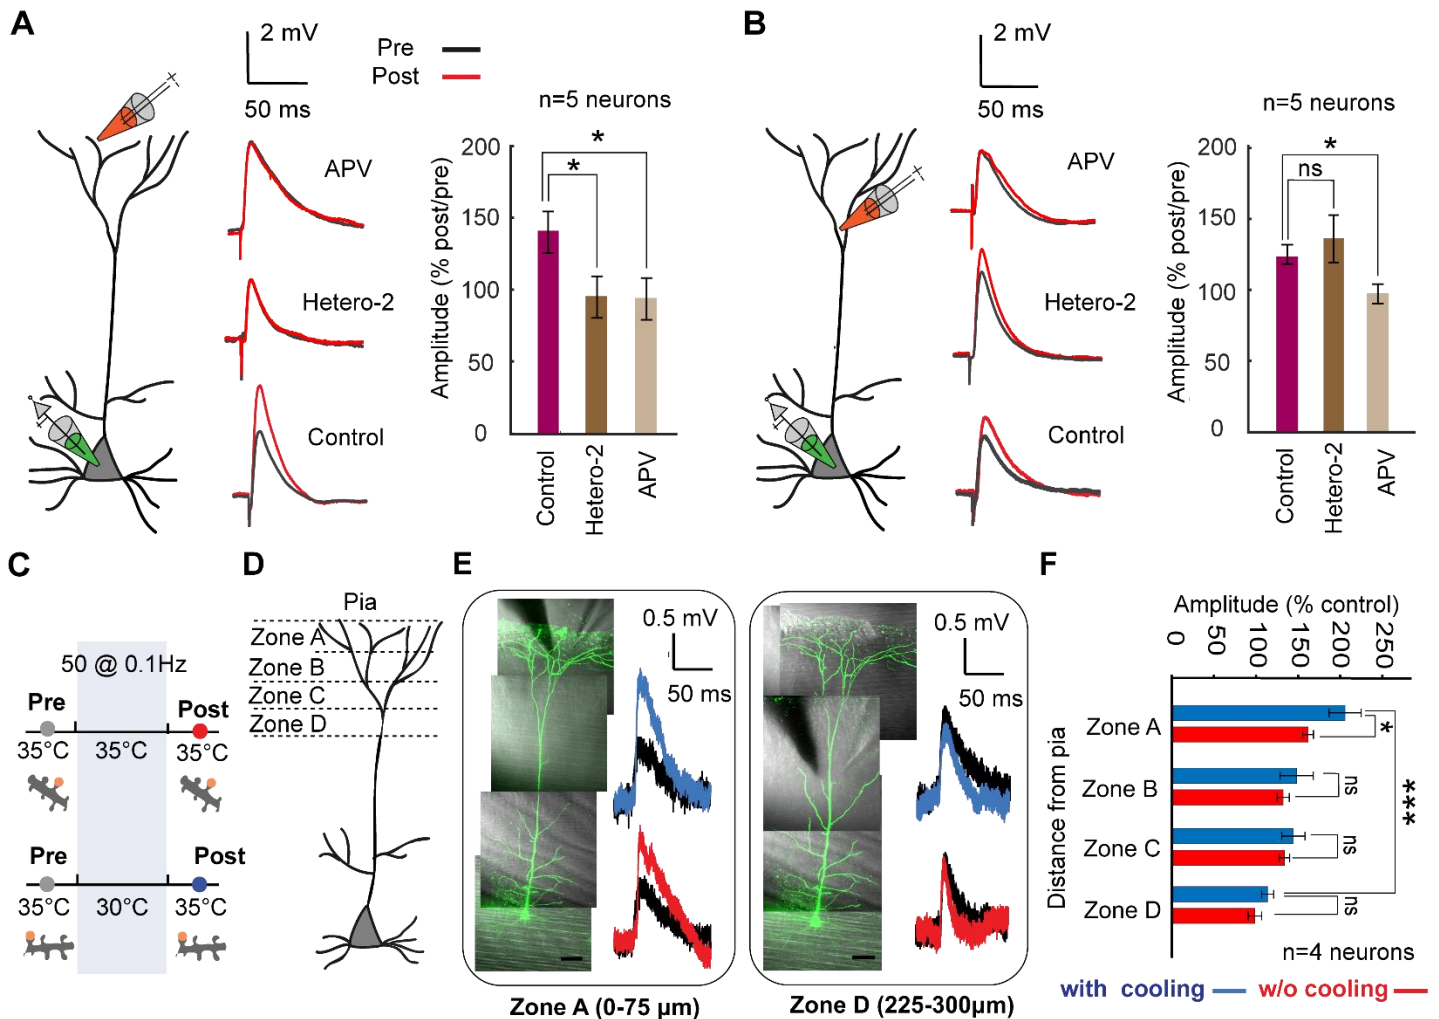 A
2 mV
50 ms
Pre
Post
APV
Hetero-2
Control
n=5 neurons
*
*
Amplitude (% post/pre)
200
150
100
50
0
Control
Hetero-2
APV
B
2 mV
50 ms
APV
Hetero-2
Control
n=5 neurons
*
ns
Amplitude (% post/pre)
200
150
100
50
0
Control
Hetero-2
APV
C
50 @ 0.1Hz
Pre
Post
35°C
35°C
35°C
Pre
Post
35°C
30°C
35°C
D
Pia
Zone A
Zone B
Zone C
Zone D
E
0.5 mV
50 ms
Zone A (0-75 µm)
0.5 mV
50 ms
Zone D (225-300µm)
F
Amplitude (% control)
0
50
100
150
200
250
Distance from pia
Zone A
Zone B
Zone C
Zone D
*
ns
ns
ns
***
n=4 neurons
with cooling
w/o cooling